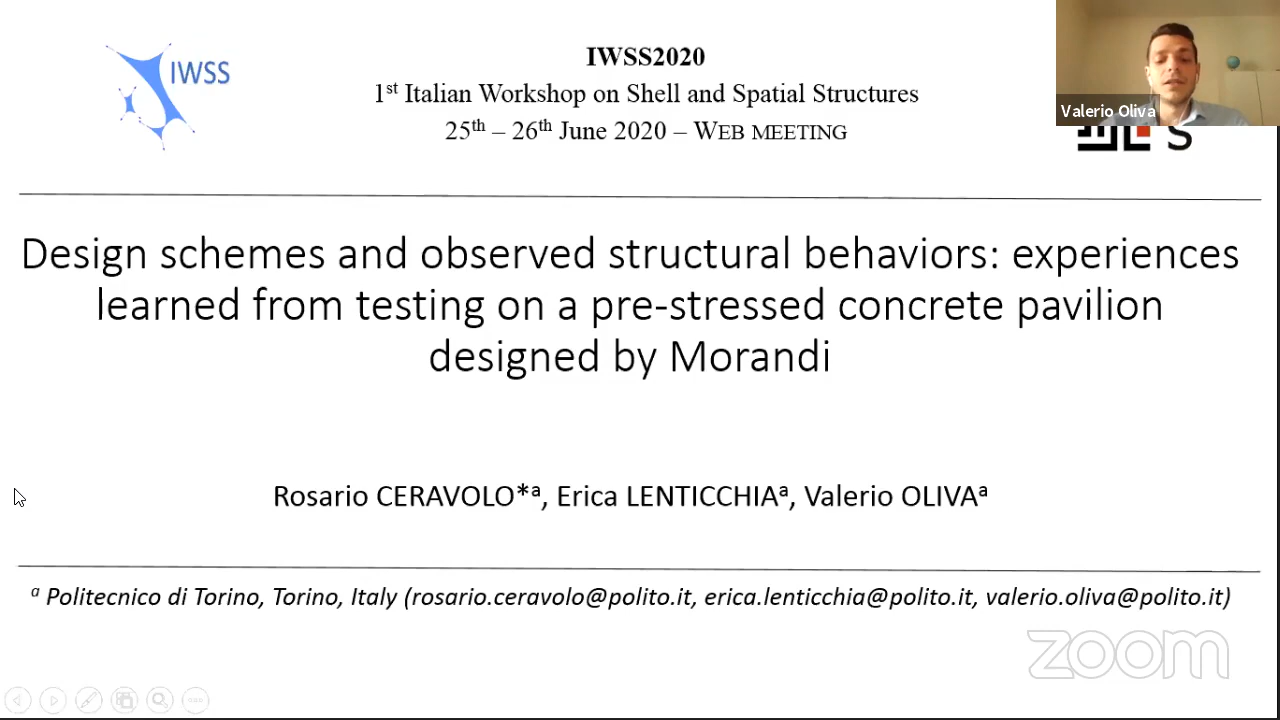 IWSS
IWSS2020
1st Italian Workshop on Shell and Spatial Structures
25th – 26th June 2020 – WEB MEETING
Valerio Oliva
S
Design schemes and observed structural behaviors: experiences
learned from testing on a pre-stressed concrete pavilion
designed by Morandi
Rosario CERAVOLO*a, Erica LENTICCHIAa, Valerio OLIVAa
a Politecnico di Torino, Torino, Italy (rosario.ceravolo@polito.it, erica.lenticchia@polito.it, valerio.oliva@polito.it)
zoom